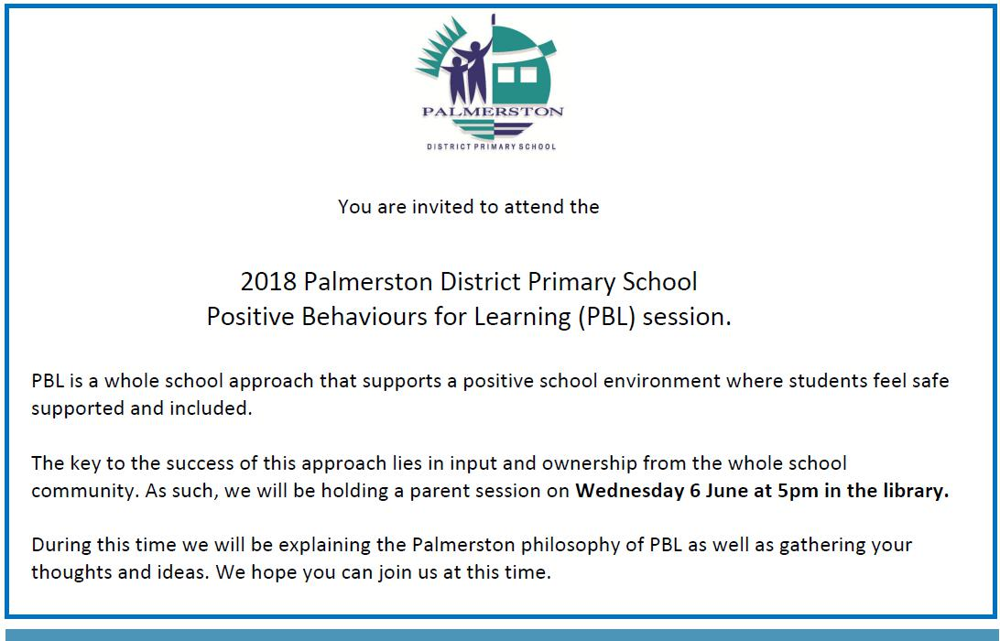 PALMERSTON
DISTRICT PRIMARY SCHOOL
You are invited to attend the
2018 Palmerston District Primary School
Positive Behaviours for Learning (PBL) session.
PBL is a whole school approach that supports a positive school environment where students feel safe
supported and included.
The key to the success of this approach lies in input and ownership from the whole school
community. As such, we will be holding a parent session on Wednesday 6 June at 5pm in the library.
During this time we will be explaining the Palmerston philosophy of PBL as well as gathering your
thoughts and ideas. We hope you can join us at this time.